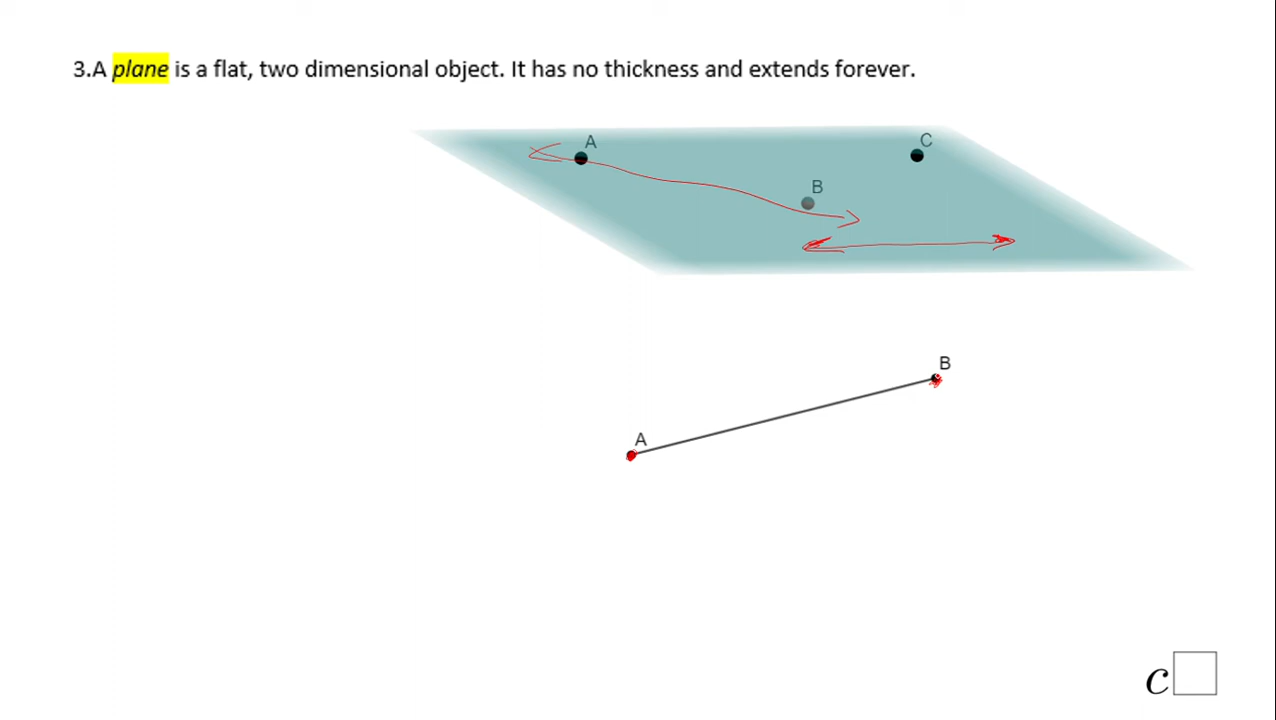 3.A plane is a flat, two dimensional object. It has no thickness and extends forever.
A
C
B
B
A
c